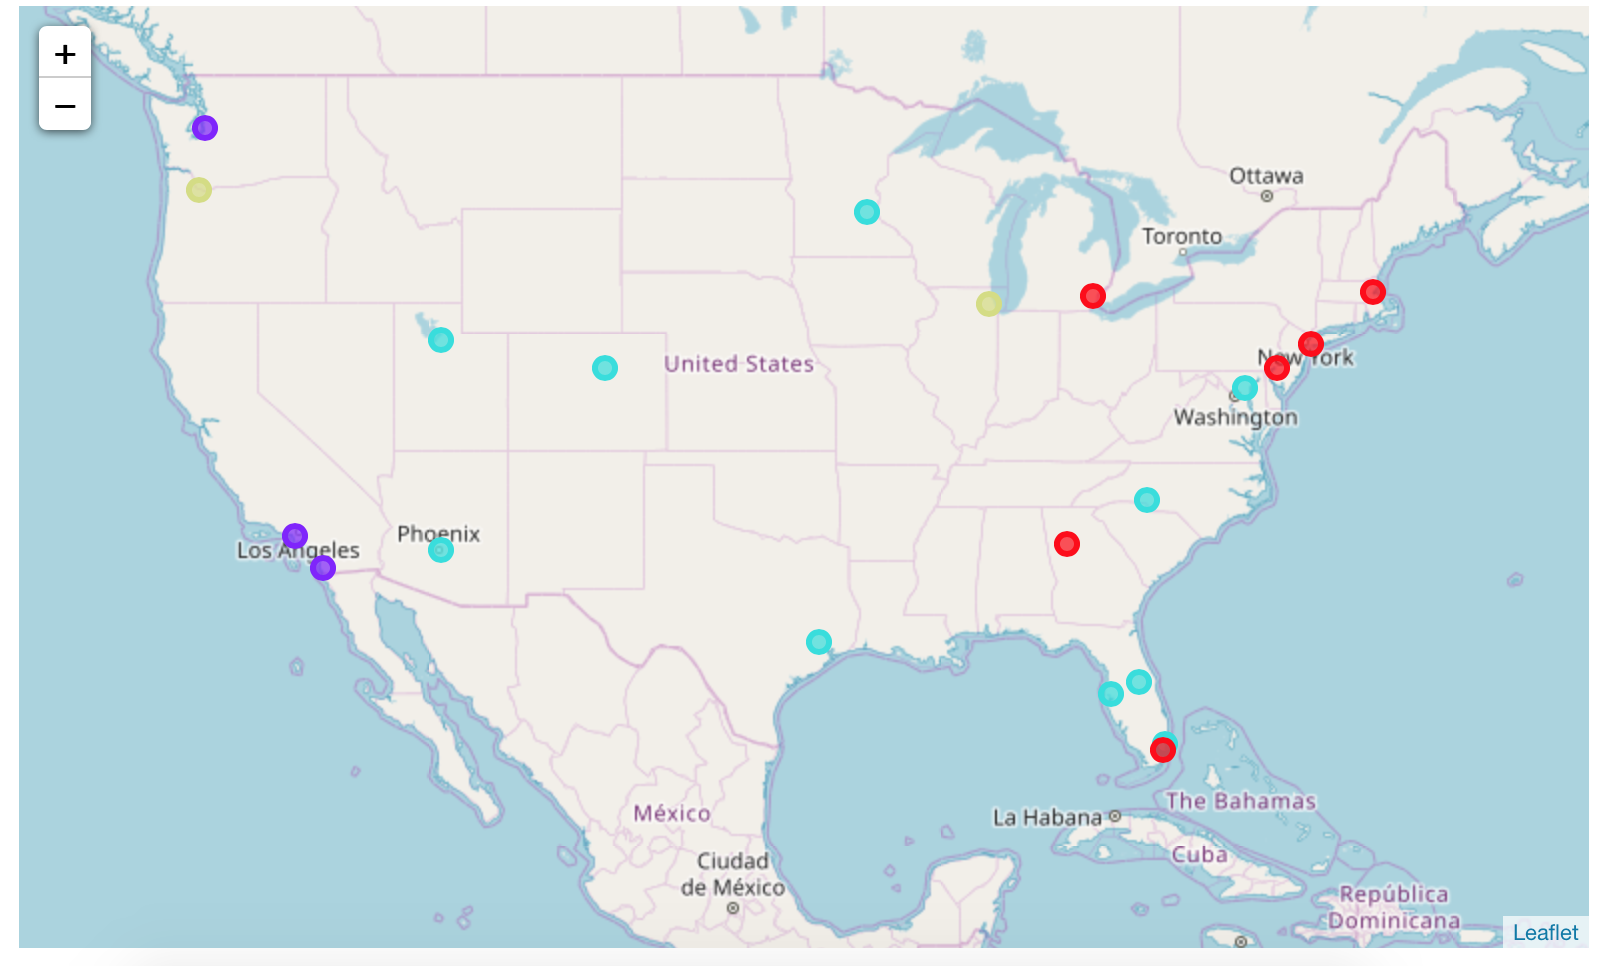 +
−
Ottawa
Toronto
United States
New York
Washington
Los Angeles
Phoenix
México
Ciudad
de México
La Habana
The Bahamas
Cuba
República
Dominicana
Leaflet